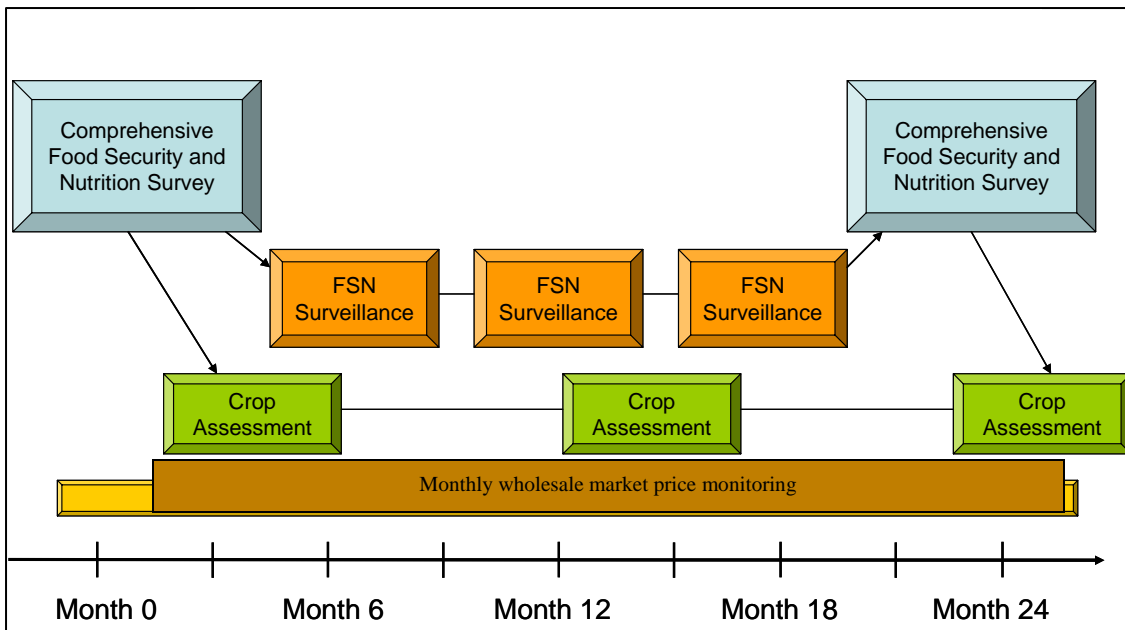 Comprehensive
Food Security and
Nutrition Survey
Comprehensive
Food Security and
Nutrition Survey
FSN
Surveillance
FSN
Surveillance
FSN
Surveillance
Crop
Assessment
Crop
Assessment
Crop
Assessment
Monthly wholesale market price monitoring
Month 0
Month 6
Month 12
Month 18
Month 24